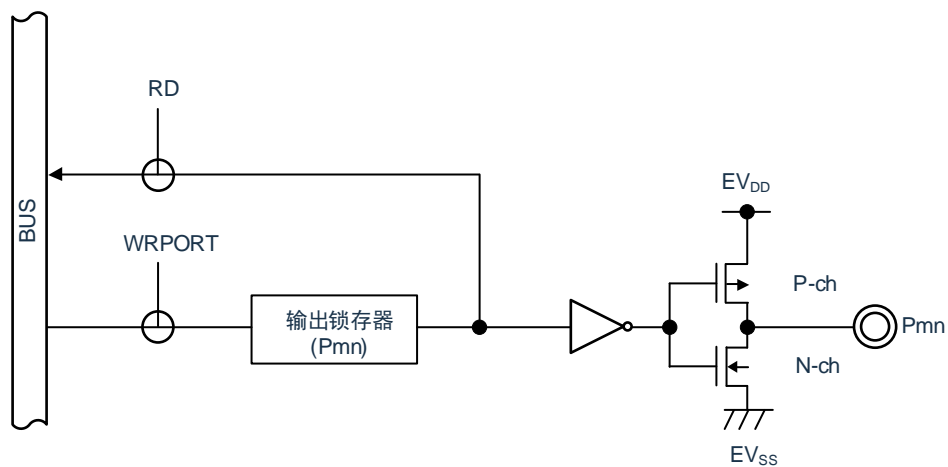 RD
EVDD
BUS
WRPORT
P-ch
输出锁存器
(Pmn)
Pmn
N-ch
EVSS